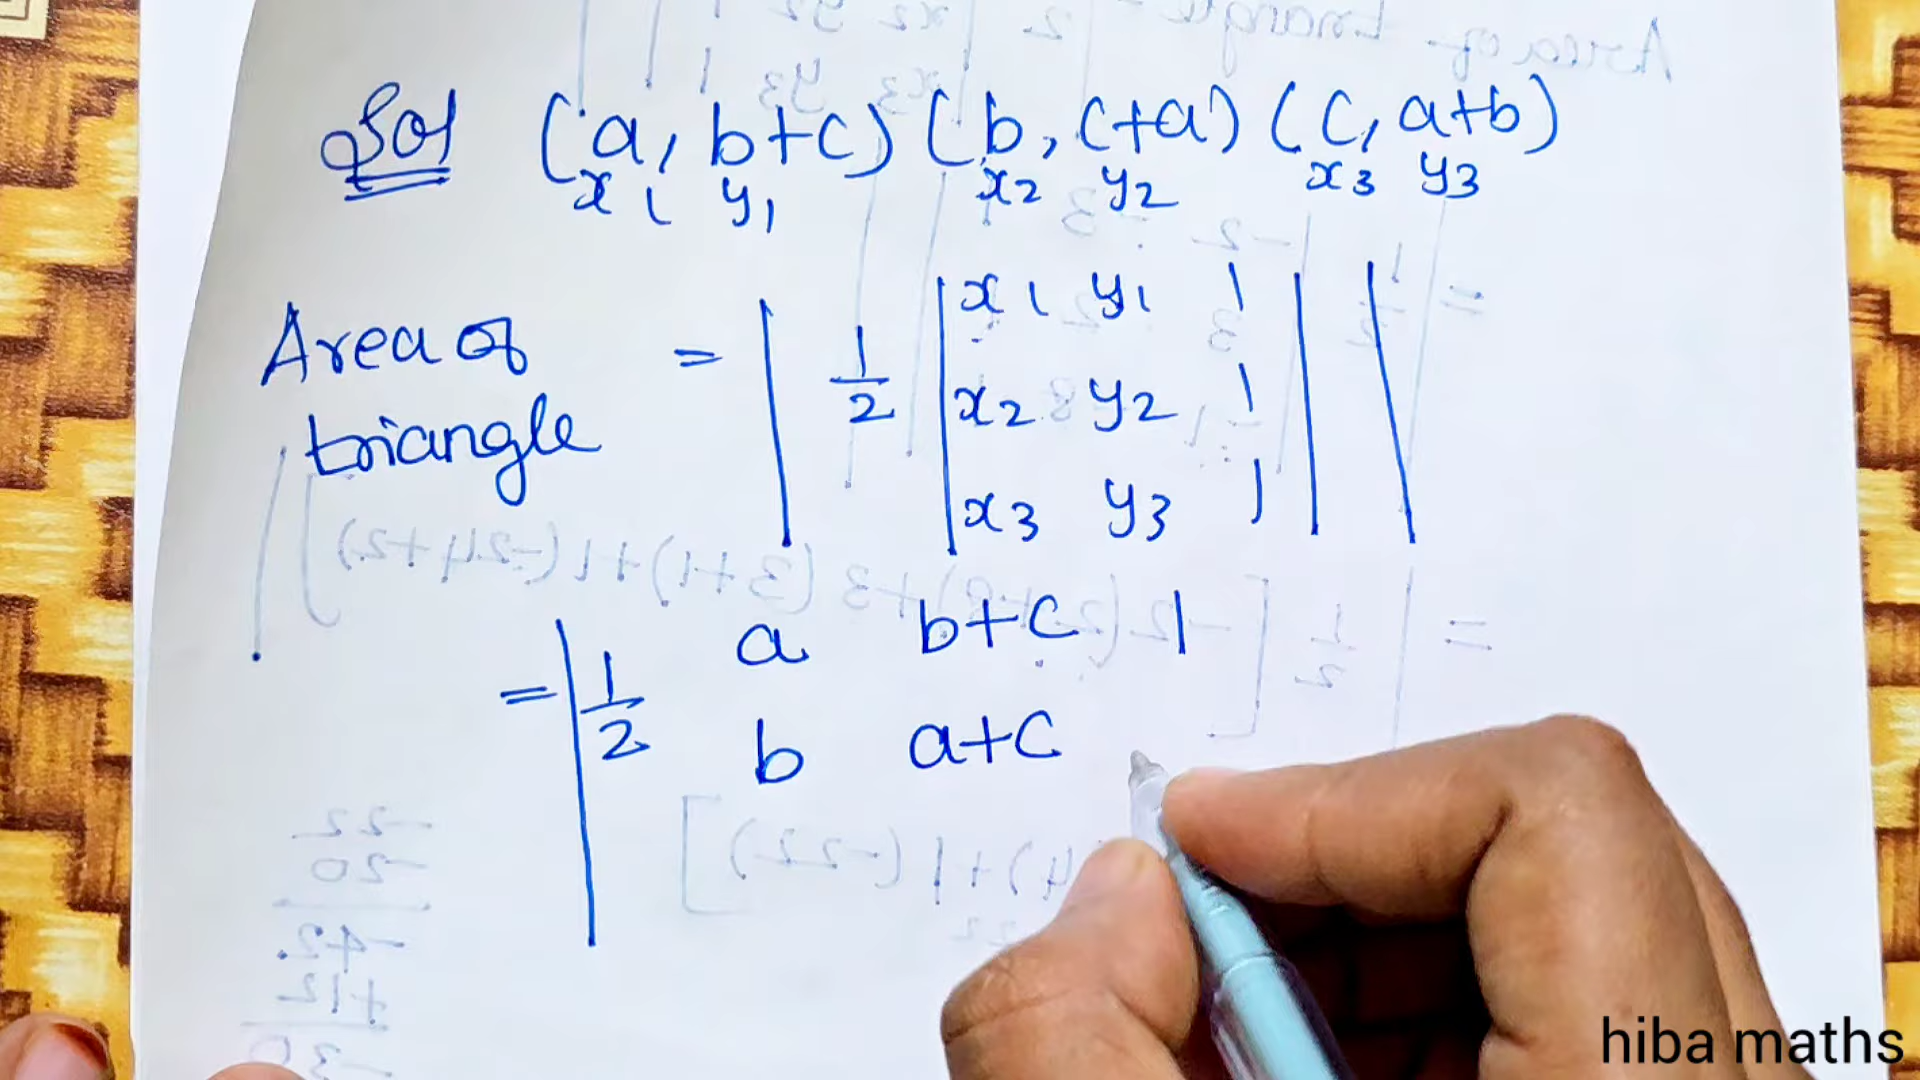 Sol (a, b+c) (b, c+a) (c, a+b)
x1 y1 x2 y2 x3 y3
Area of triangle = | 1/2 | x1 y1 1 | |
x2 y2 1
x3 y3 1
= | 1/2 a b+c 1
b a+c
hiba maths